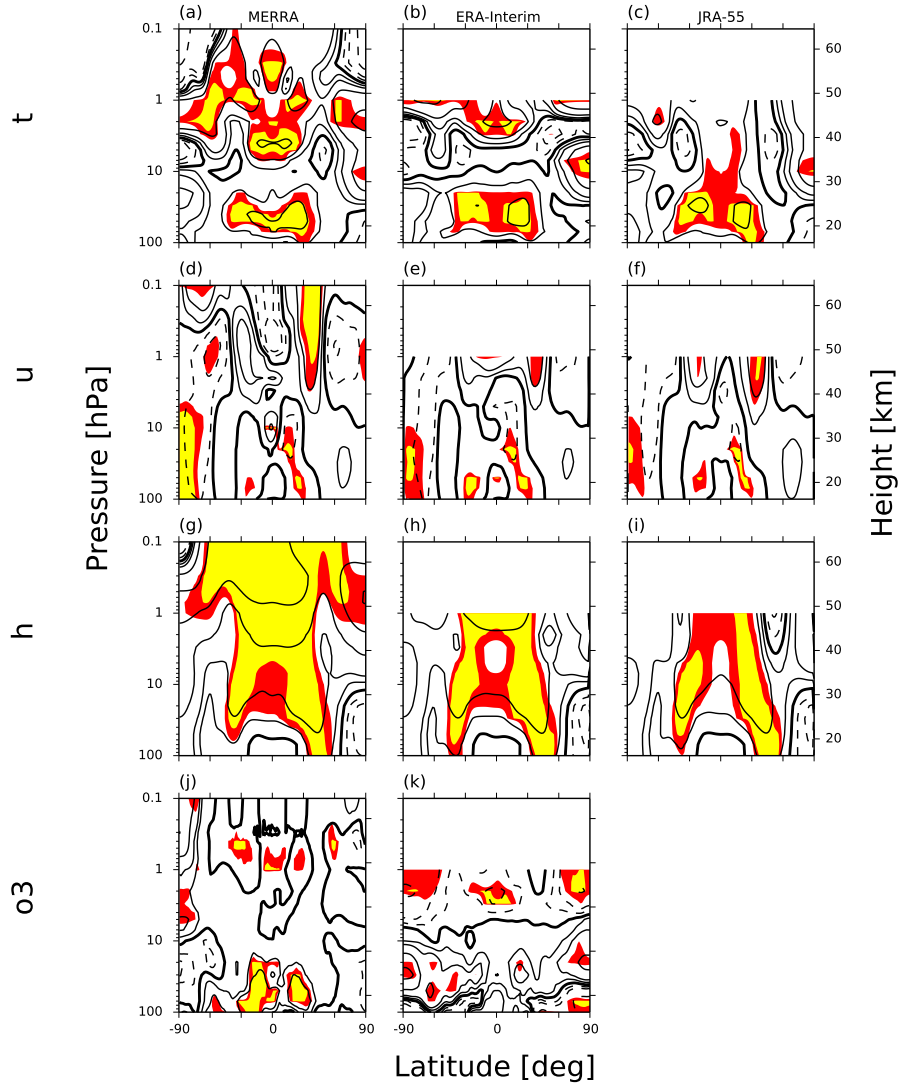 (a) MERRA (b) ERA-Interim (c) JRA-55
t
0.1
1
10
100
60
50
40
30
20
(d) (e) (f)
u
0.1
1
10
100
60
50
40
30
20
Pressure [hPa]
Height [km]
(g) (h) (i)
h
0.1
1
10
100
60
50
40
30
20
(j) (k)
o3
0.1
1
10
100
-90 0 90 -90 0 90
Latitude [deg]